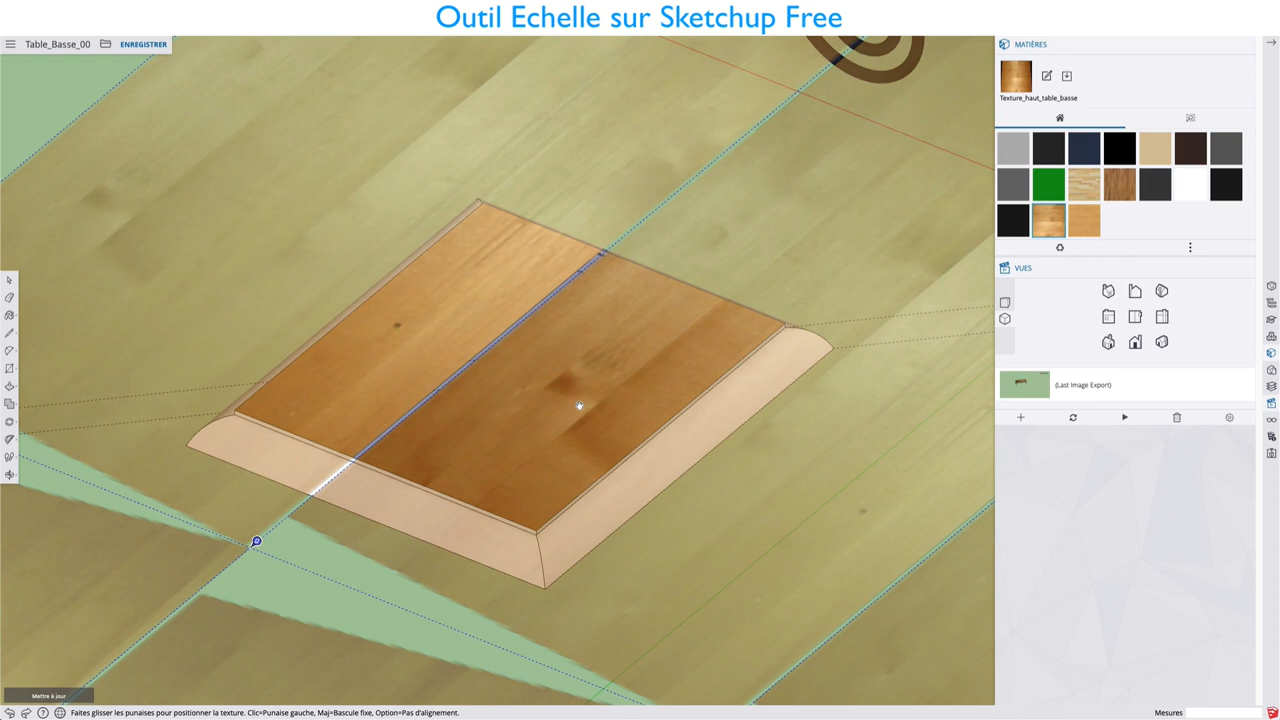 Outil Echelle sur Sketchup Free
Table_Basse_00
ENREGISTRER
MATIÈRES
Texture_haut_table_basse
VUES
(Last Image Export)
Mettre à jour
Faites glisser les punaises pour positionner la texture. Clic=Punaise gauche, Maj=Bascule fixe, Option=Pas d'alignement.
Mesures